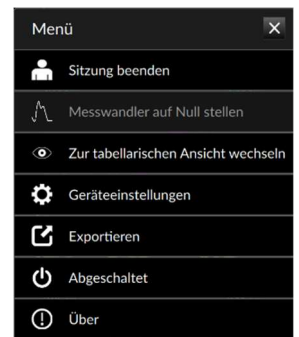 Menü
Sitzung beenden
Messwandler auf Null stellen
Zur tabellarischen Ansicht wechseln
Geräteeinstellungen
Exportieren
Abgeschaltet
Über